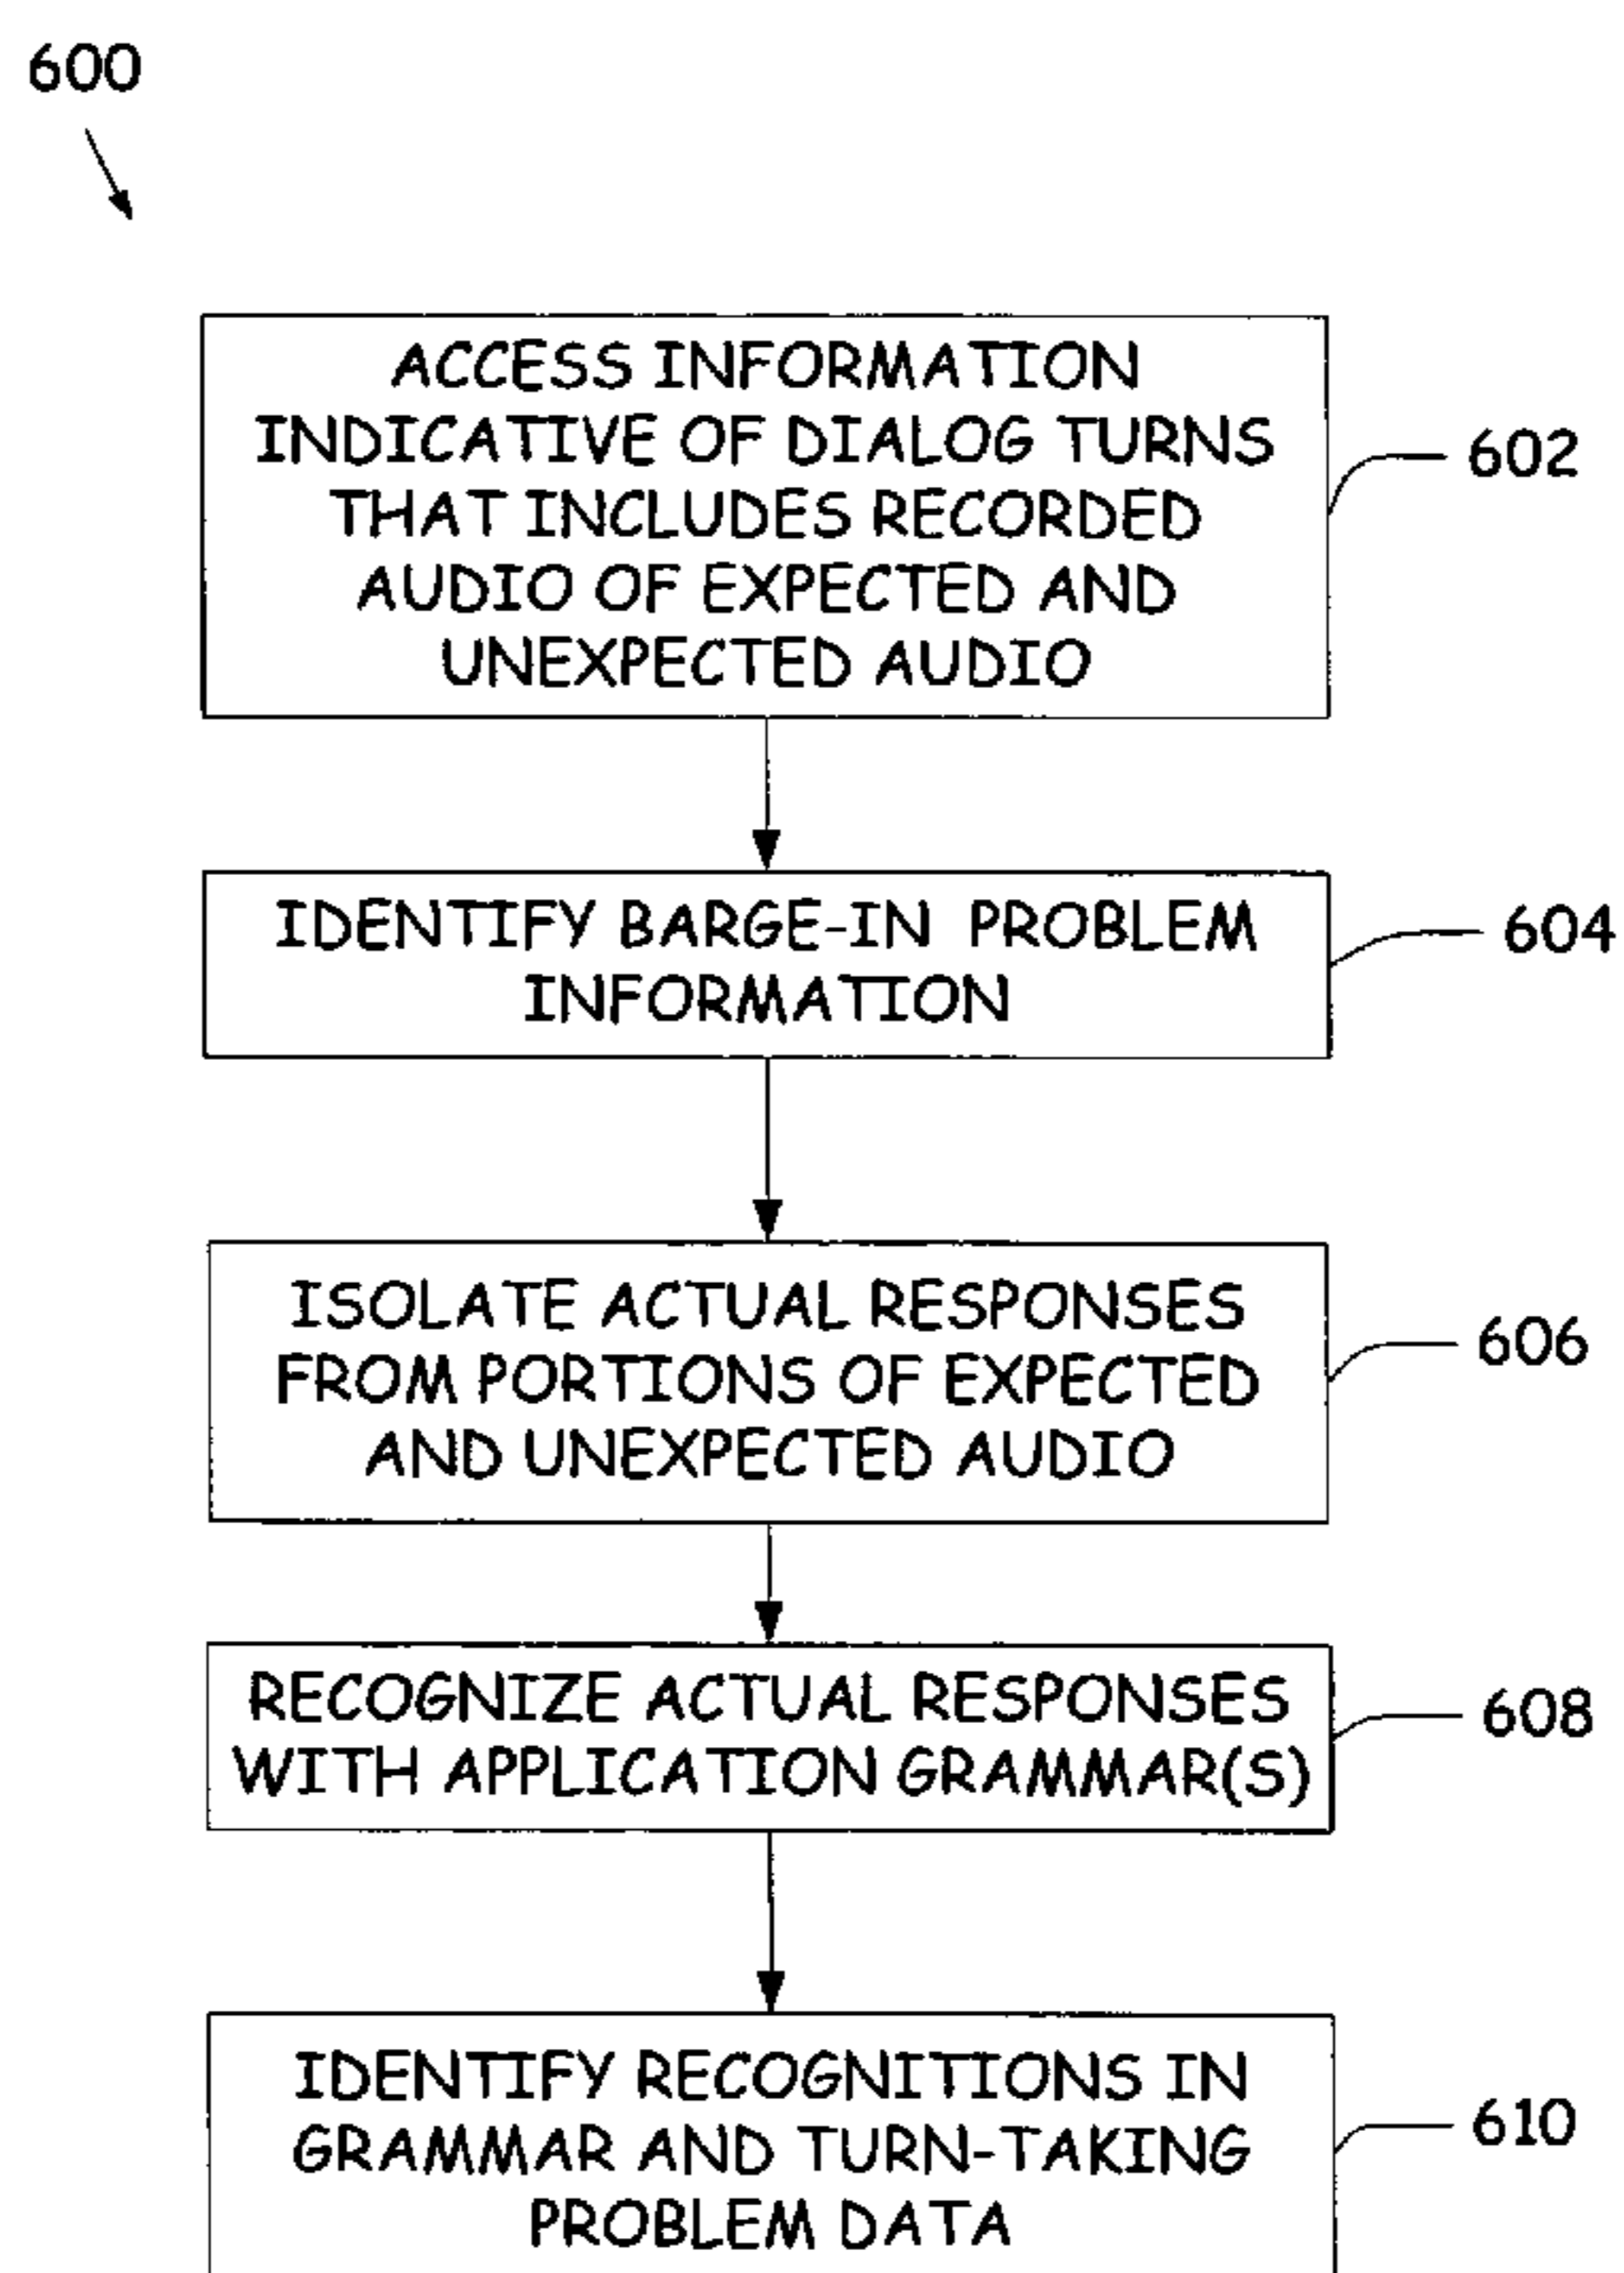 600
ACCESS INFORMATION
INDICATIVE OF DIALOG TURNS
THAT INCLUDES RECORDED
AUDIO OF EXPECTED AND
UNEXPECTED AUDIO
602
IDENTIFY BARGE-IN PROBLEM
INFORMATION
604
ISOLATE ACTUAL RESPONSES
FROM PORTIONS OF EXPECTED
AND UNEXPECTED AUDIO
606
RECOGNIZE ACTUAL RESPONSES
WITH APPLICATION GRAMMAR(S)
608
IDENTIFY RECOGNITIONS IN
GRAMMAR AND TURN-TAKING
PROBLEM DATA
610